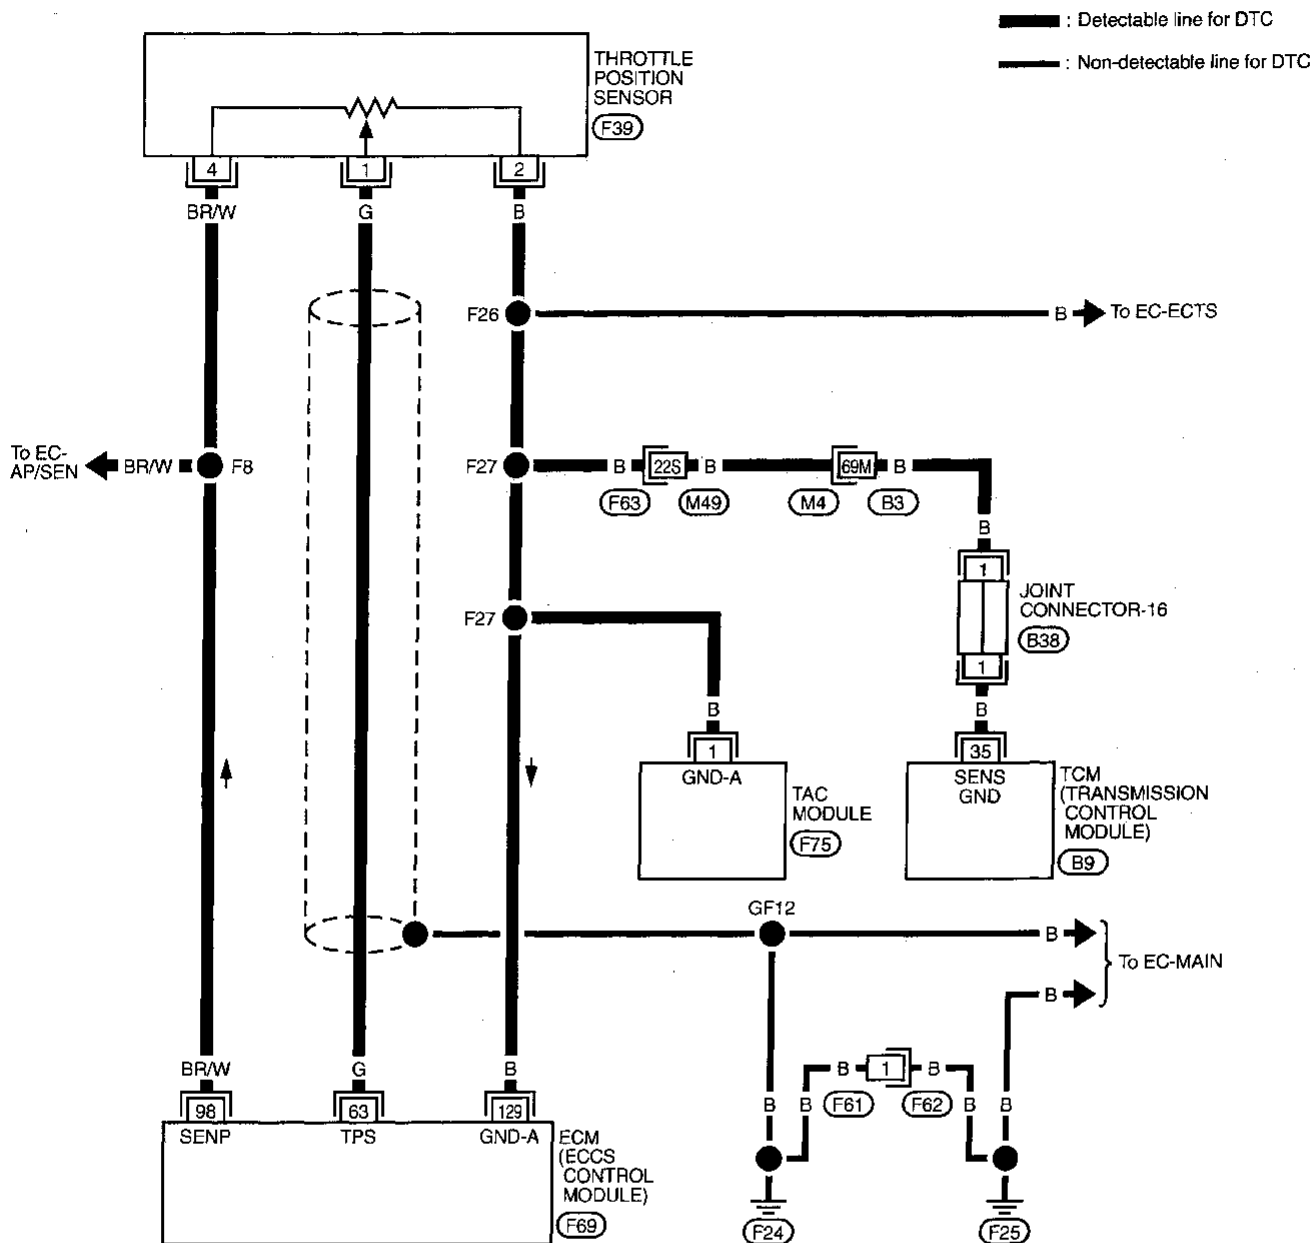 : Detectable line for DTC
: Non-detectable line for DTC
THROTTLE
POSITION
SENSOR
F39
4
1
2
BR/W
G
B
F26
B
To EC-ECTS
To EC-
AP/SEN
BR/W
F8
F27
B
22S
B
69M
B
F63
M49
M4
B3
B
1
JOINT
CONNECTOR-16
B38
1
F27
B
B
1
GND-A
TAC
MODULE
F75
35
SENS
GND
TCM
(TRANSMISSION
CONTROL
MODULE)
B9
GF12
B
To EC-MAIN
B
BR/W
G
B
B
1
B
F61
F62
B
B
B
B
98
63
129
SENP
TPS
GND-A
ECM
(ECCS
CONTROL
MODULE)
F69
F24
F25